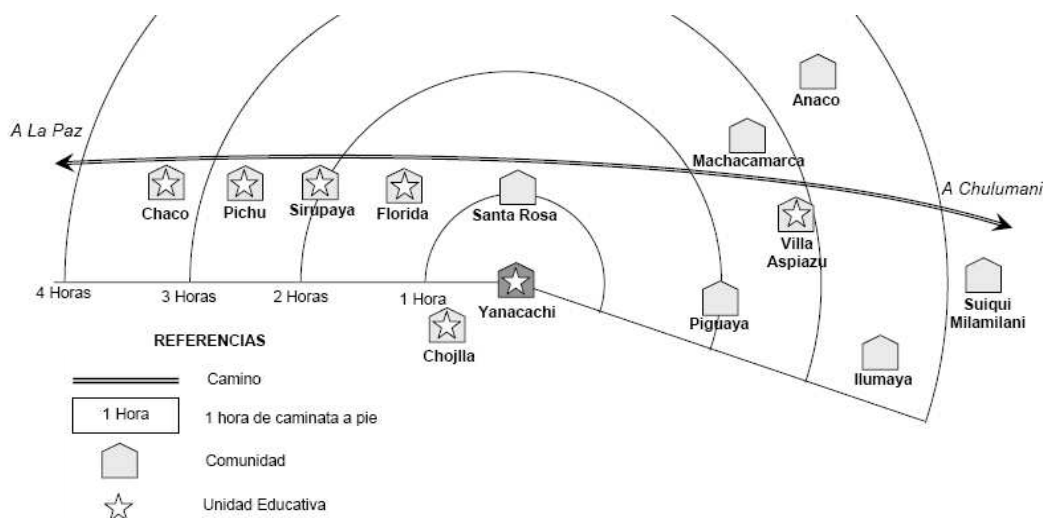 Anaco
A La Paz
Machacamarca
A Chulumani
Chaco
Pichu
Sirupaya
Florida
Santa Rosa
Villa
Aspiazu
4 Horas
3 Horas
2 Horas
1 Hora
Yanacachi
Piguaya
Suiqui
Milamilani
Chojlla
Ilumaya
REFERENCIAS
Camino
1 Hora
1 hora de caminata a pie
Comunidad
Unidad Educativa